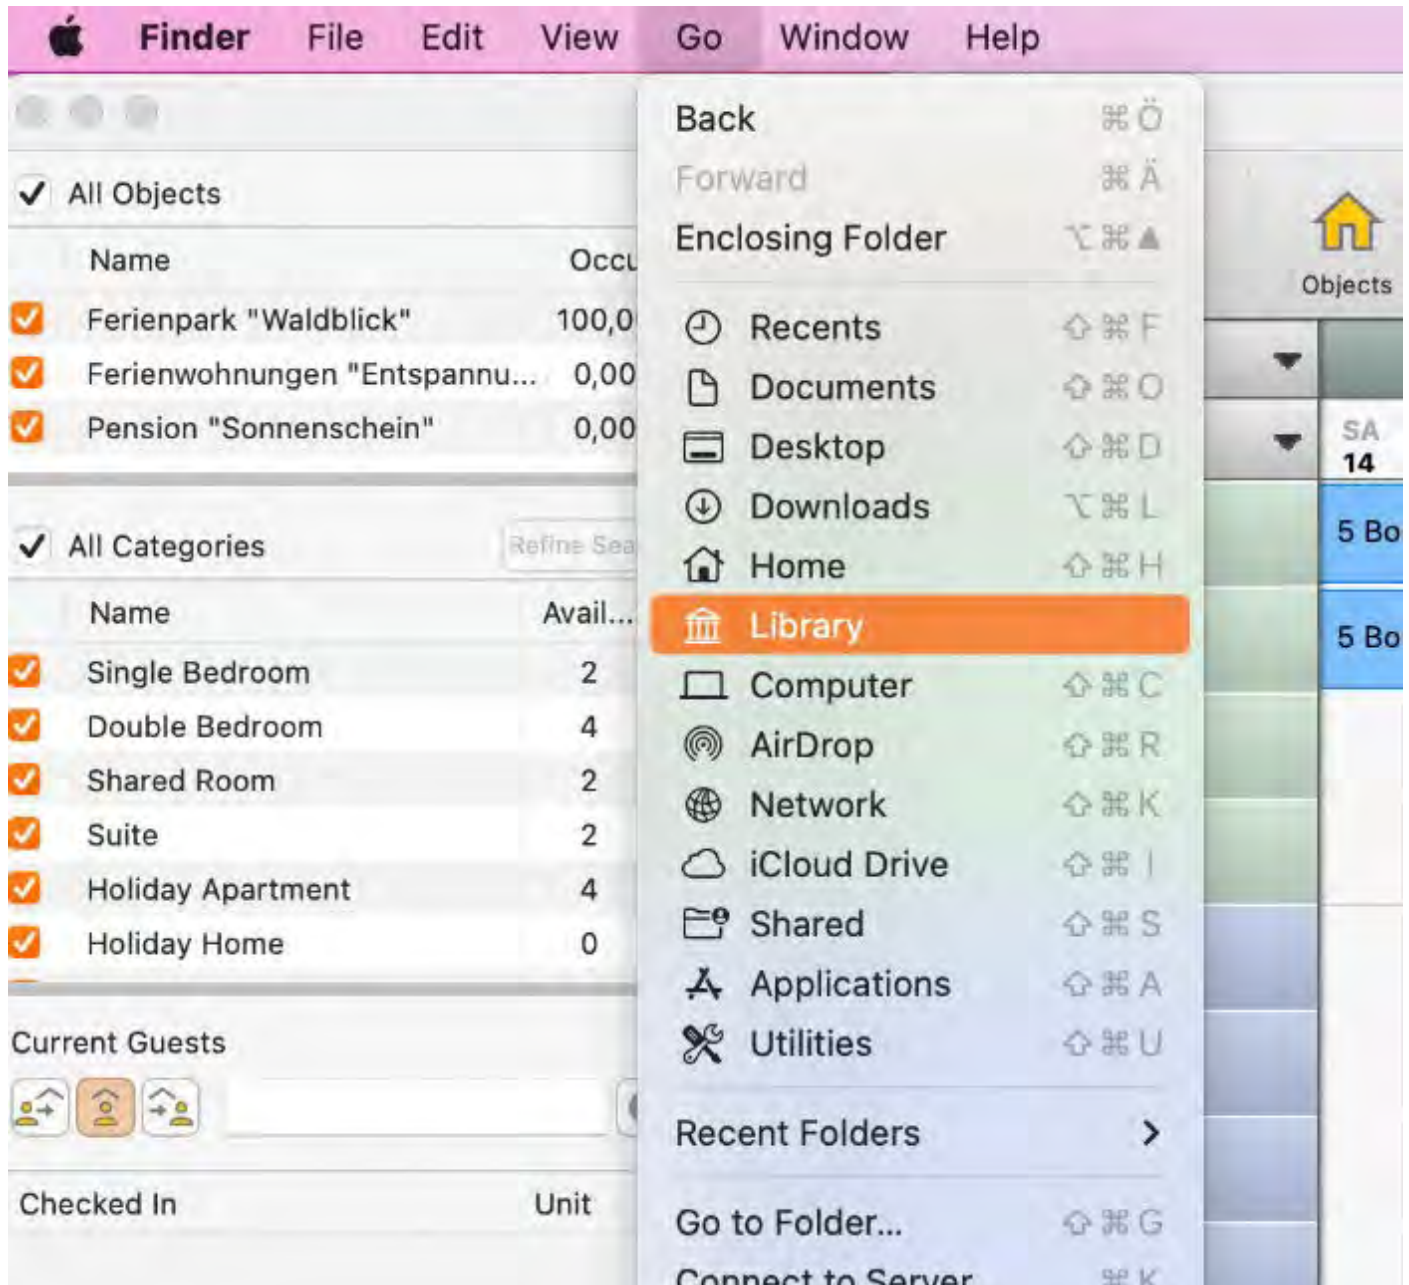 Finder File Edit View Go Window Help
Back ⌘Ö
Forward ⌘Ä
Enclosing Folder ⌥⌘▲
Recents ⇧⌘F
Documents ⇧⌘O
Desktop ⇧⌘D
Downloads ⌥⌘L
Home ⇧⌘H
Library
Computer ⇧⌘C
AirDrop ⇧⌘R
Network ⇧⌘K
iCloud Drive ⇧⌘I
Shared ⇧⌘S
Applications ⇧⌘A
Utilities ⇧⌘U
Recent Folders
Go to Folder... ⇧⌘G
Connect to Server ⌘K
All Objects
Name Occu
Ferienpark "Waldblick" 100,0
Ferienwohnungen "Entspannu... 0,00
Pension "Sonnenschein" 0,00
All Categories Refine Sea
Name Avail...
Single Bedroom 2
Double Bedroom 4
Shared Room 2
Suite 2
Holiday Apartment 4
Holiday Home 0
Current Guests
Checked In Unit
Objects
SA
14
5 Bo
5 Bo